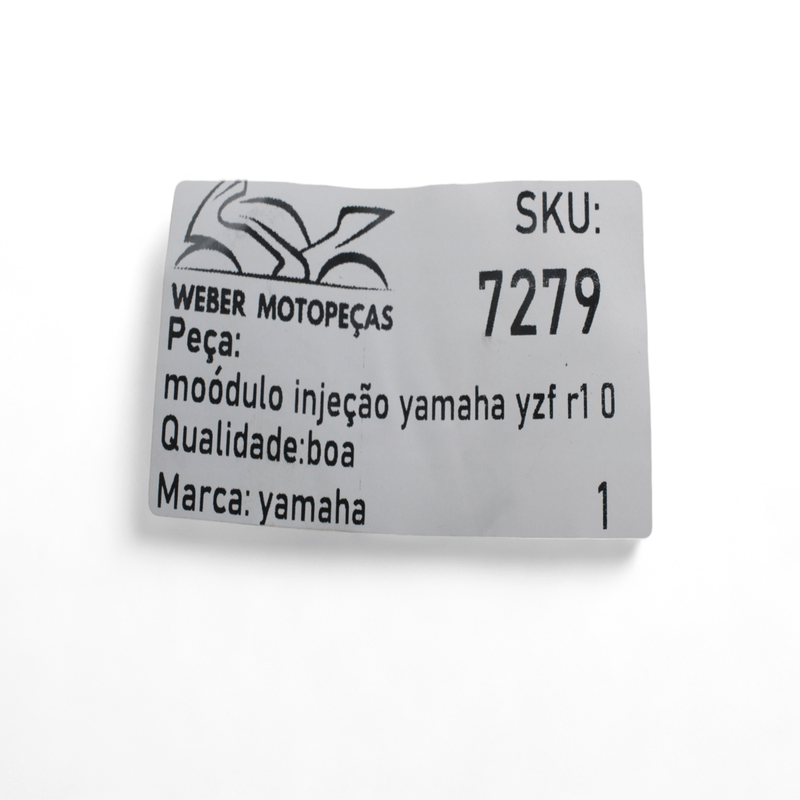 SKU:
7279
WEBER MOTOPEÇAS
Peça:
moódulo injeção yamaha yzf r1 0
Qualidade:boa
Marca: yamaha 1